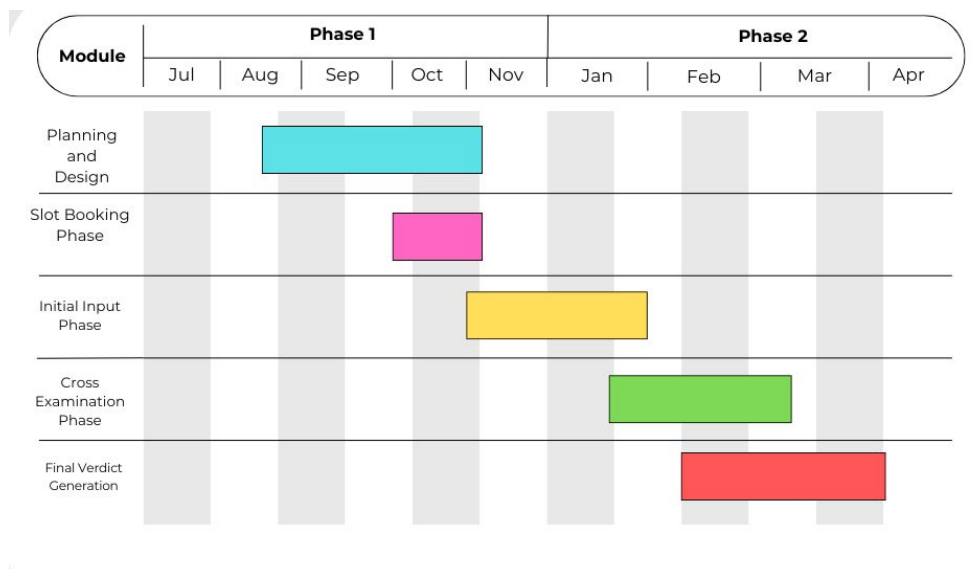 Phase 1
Phase 2
Module
Jul Aug Sep Oct Nov Jan Feb Mar Apr
Planning
and
Design
Slot Booking
Phase
Initial Input
Phase
Cross
Examination
Phase
Final Verdict
Generation